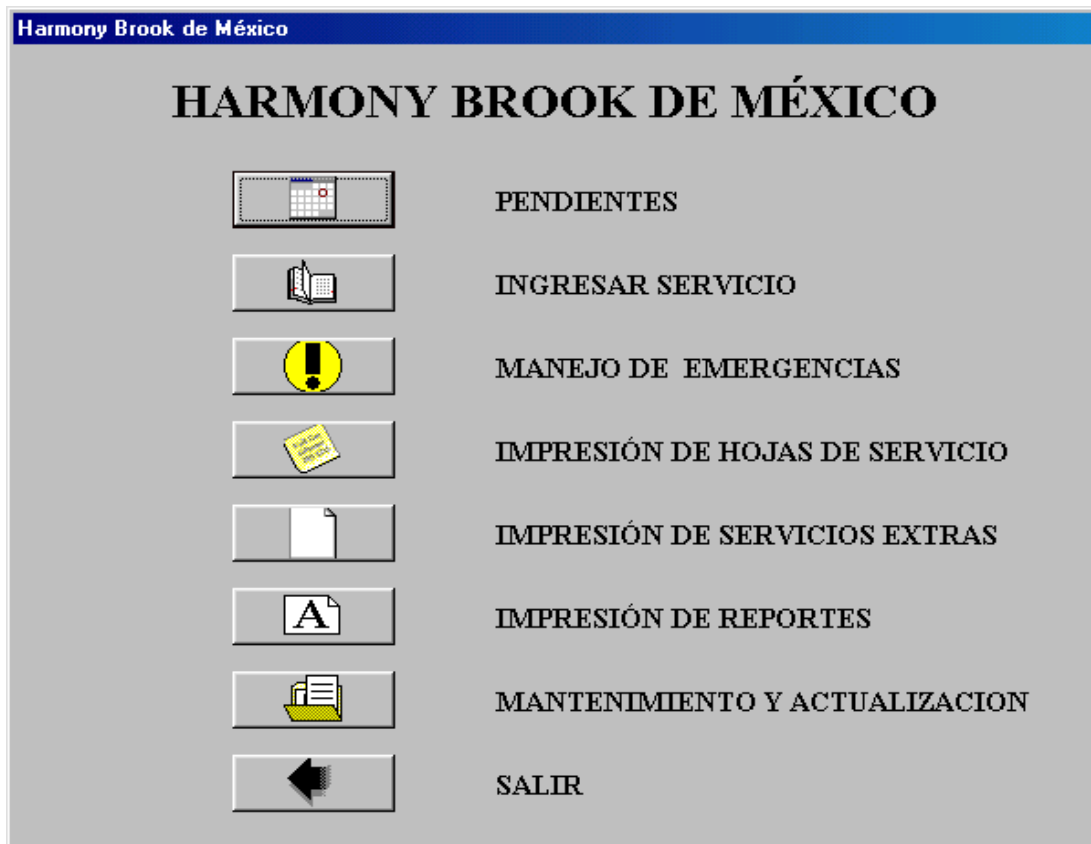 Harmony Brook de México
HARMONY BROOK DE MÉXICO
PENDIENTES
INGRESAR SERVICIO
MANEJO DE  EMERGENCIAS
IMPRESIÓN DE HOJAS DE SERVICIO
IMPRESIÓN DE SERVICIOS EXTRAS
A
IMPRESIÓN DE REPORTES
MANTENIMIENTO Y ACTUALIZACION
SALIR